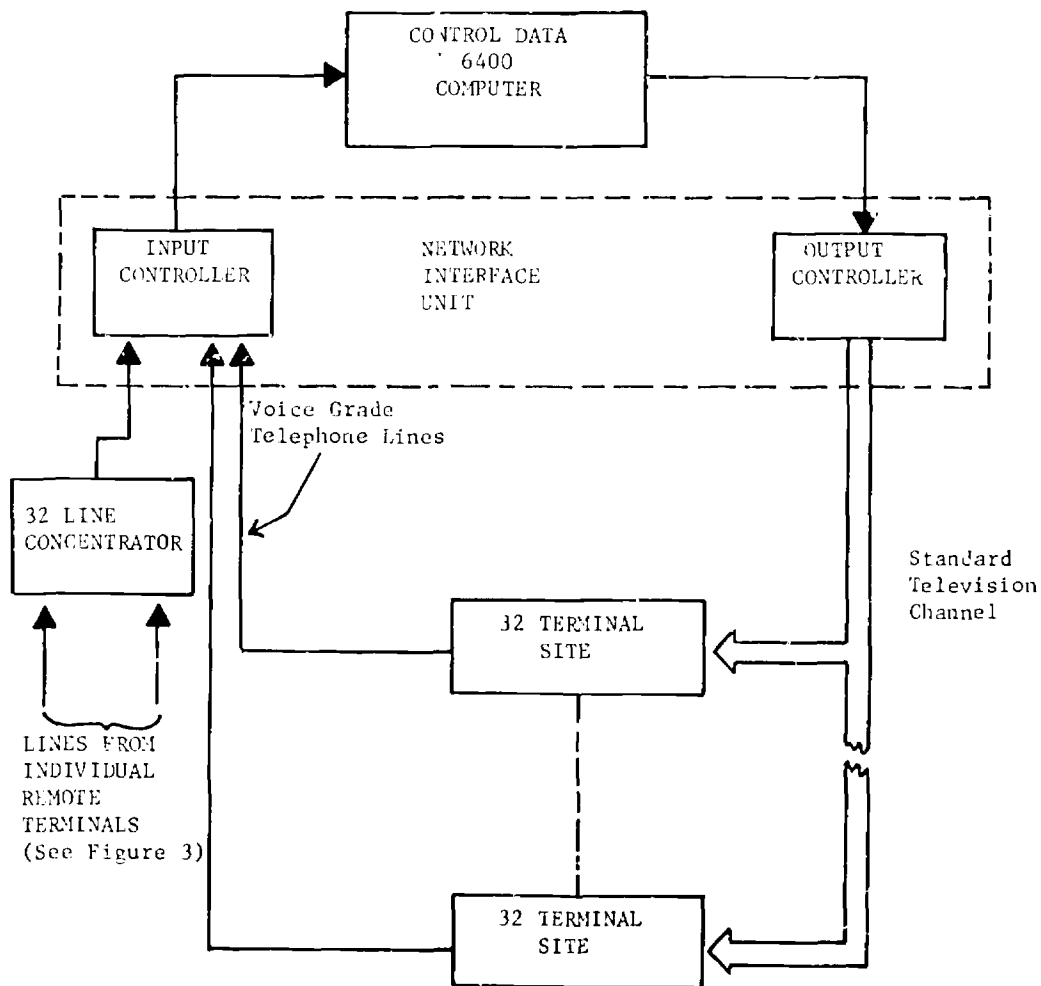 CONTROL DATA
6400
COMPUTER
INPUT
CONTROLLER
NETWORK
INTERFACE
UNIT
OUTPUT
CONTROLLER
Voice Grade
Telephone Lines
32 LINE
CONCENTRATOR
Standard
Television
Channel
32 TERMINAL
SITE
LINES FROM
INDIVIDUAL
REMOTE
TERMINALS
(See Figure 3)
32 TERMINAL
SITE